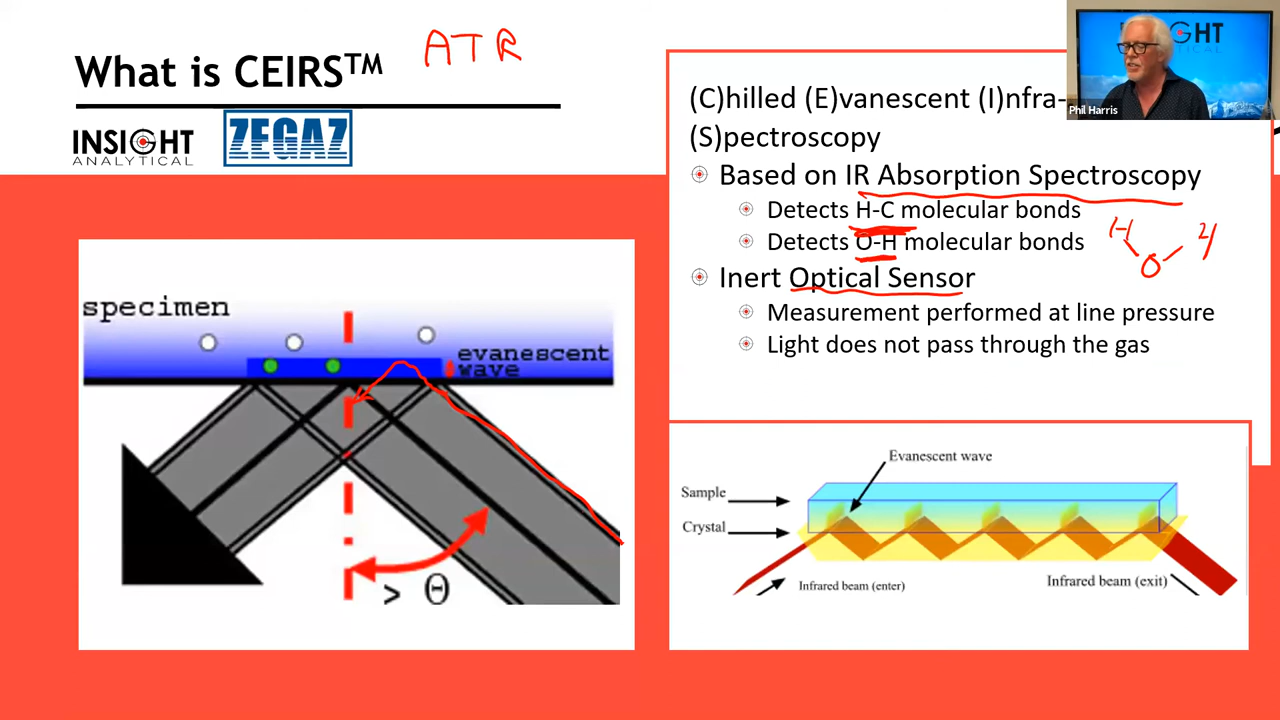 What is CEIRS™
ATR
INSIGHT
ANALYTICAL
ZEGAZ
GHT
Phil Harris
(C)hilled (E)vanescent (I)nfra-
(S)pectroscopy
Based on IR Absorption Spectroscopy
Detects H-C molecular bonds
Detects O-H molecular bonds
H
O
H
Inert Optical Sensor
Measurement performed at line pressure
Light does not pass through the gas
specimen
evanescent
wave
> Θ
Evanescent wave
Sample
Crystal
Infrared beam (enter)
Infrared beam (exit)